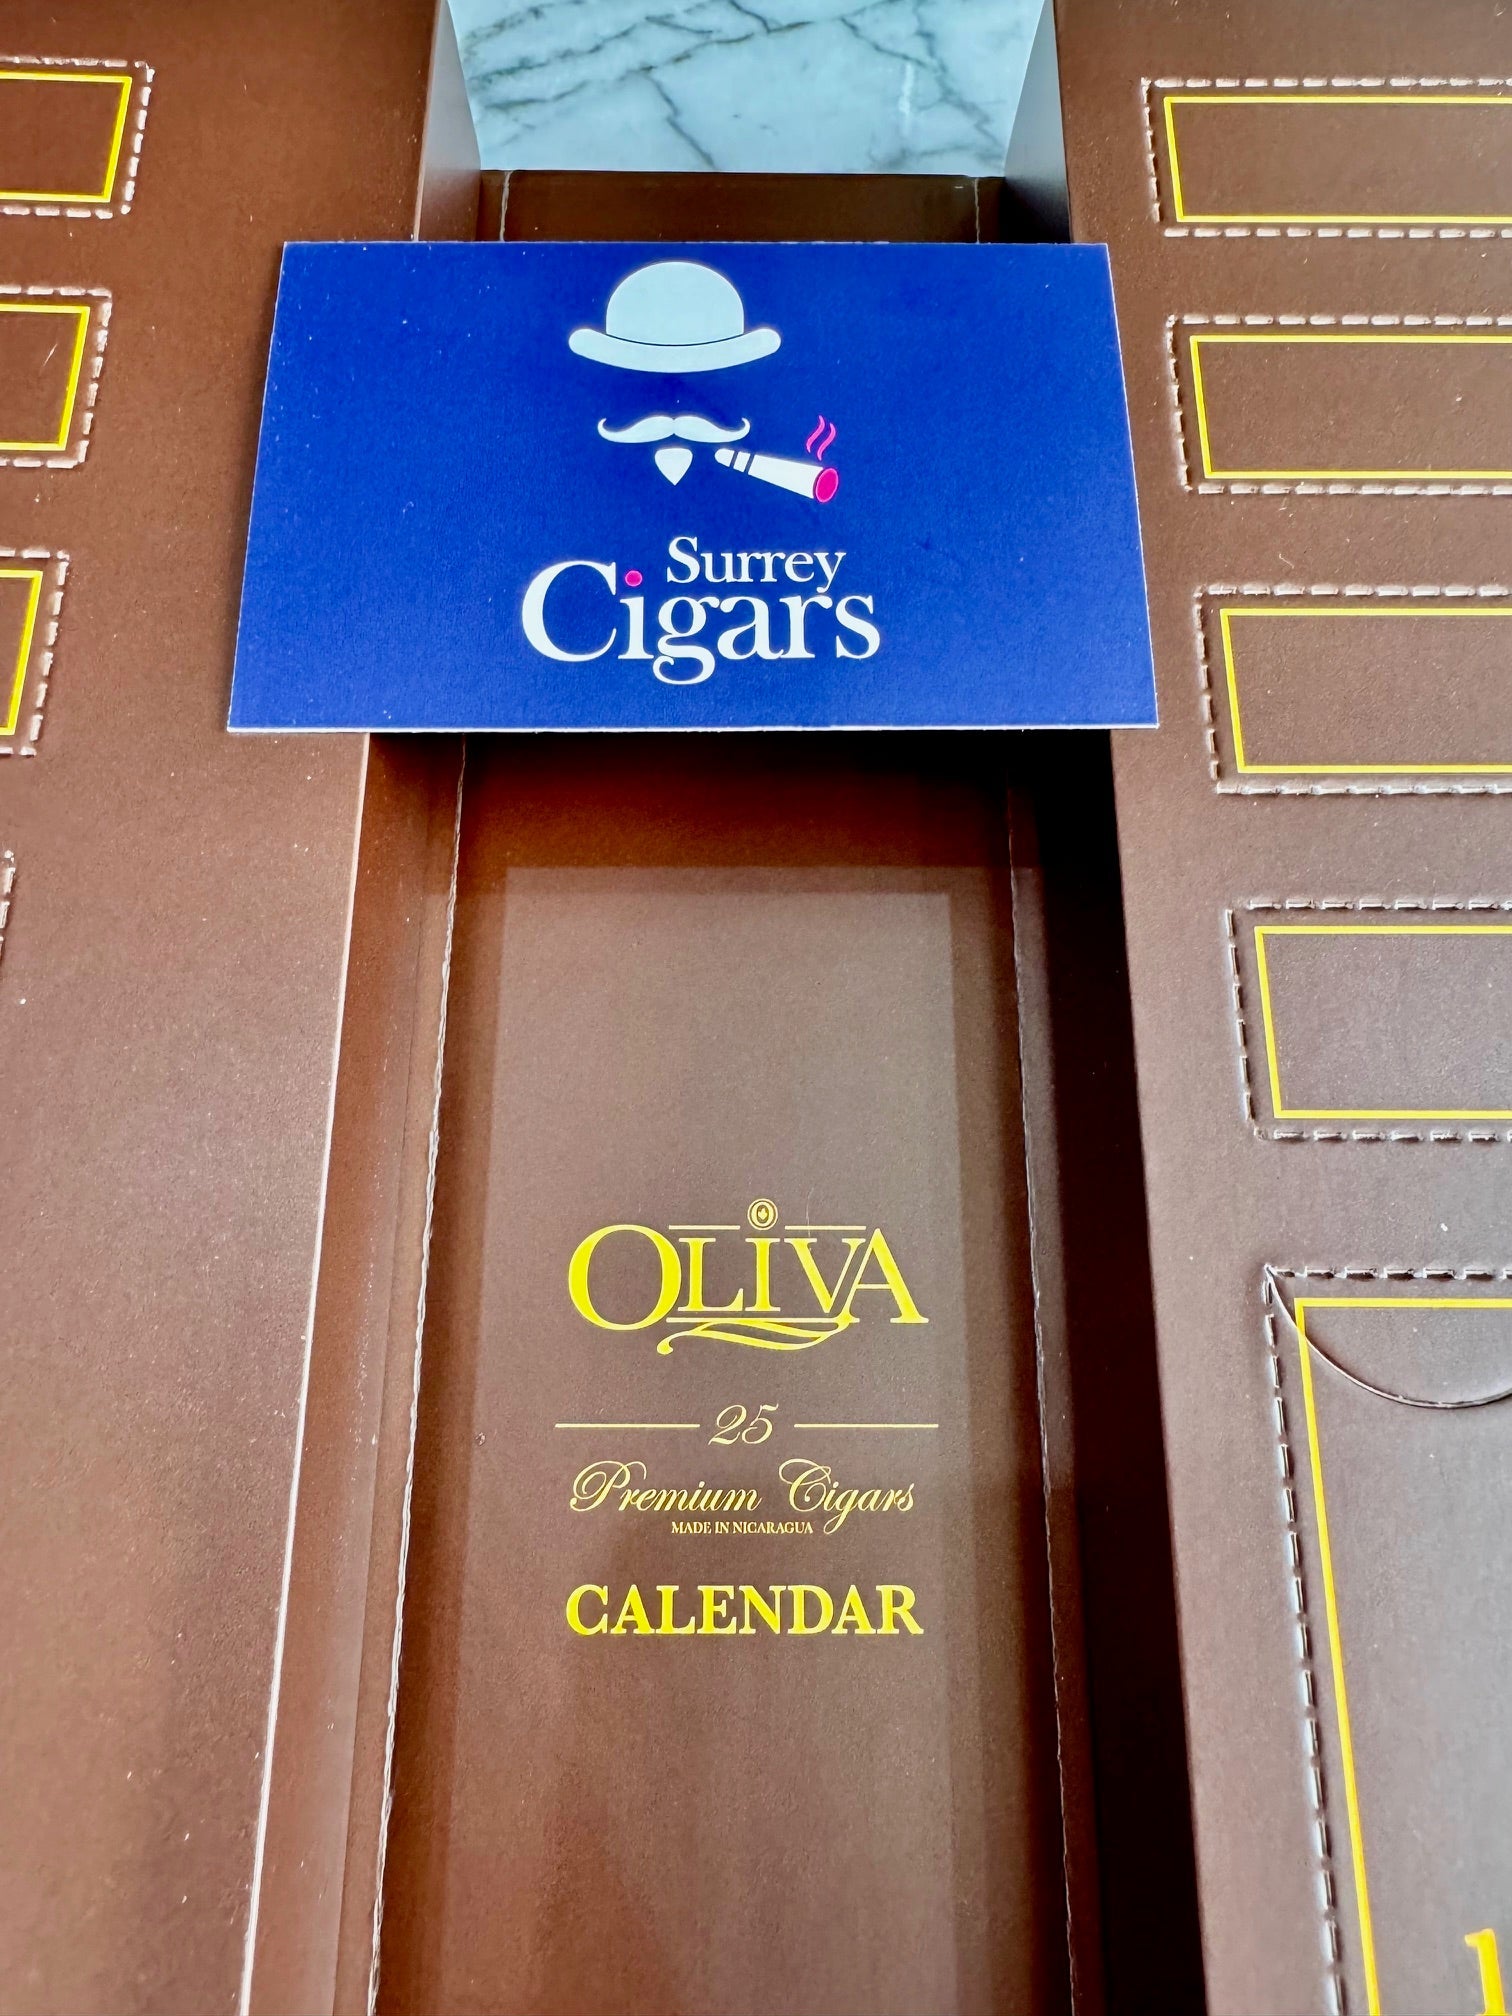 Surrey
Cigars
OLIVA
25
Premium Cigars
MADE IN NICARAGUA
CALENDAR